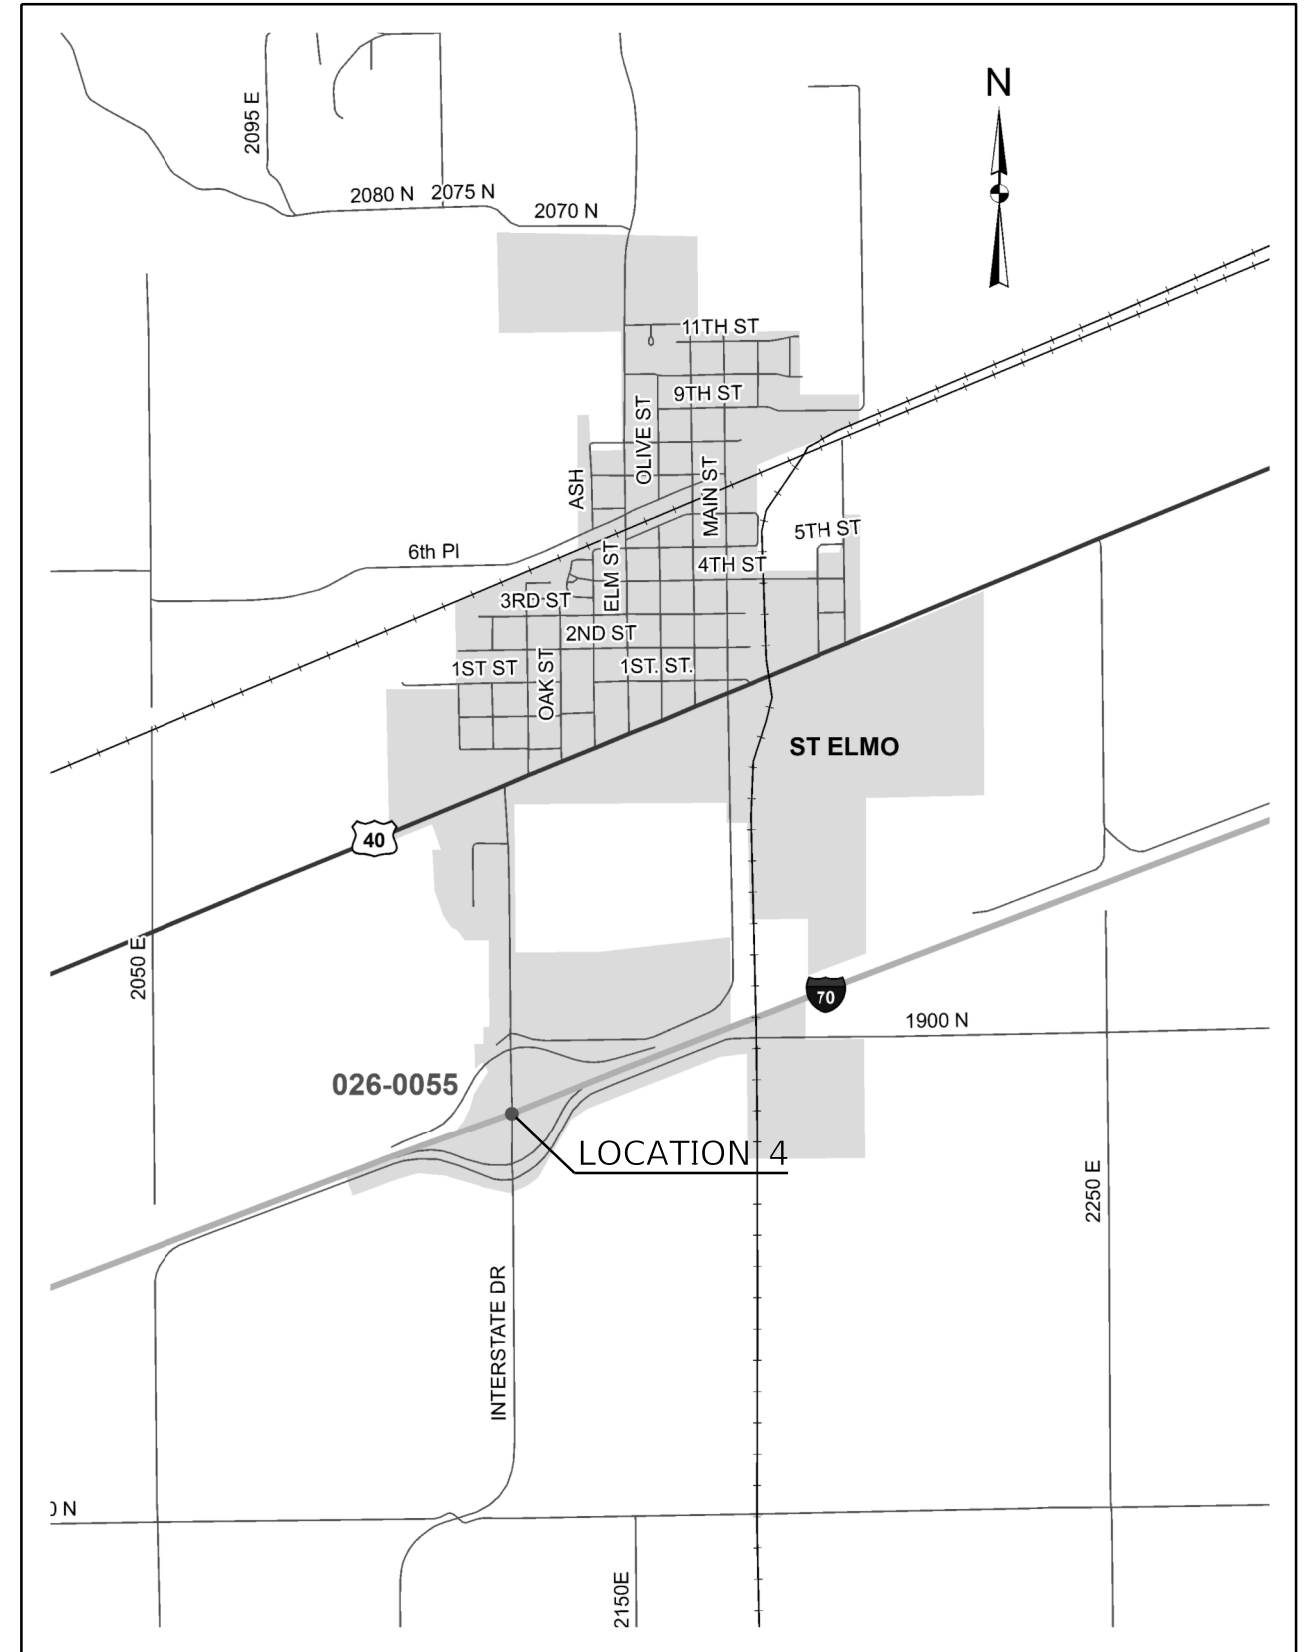 N
2095 E
2080 N
2075 N
2070 N
11TH ST
9TH ST
OLIVE ST
ASH
MAIN ST
5TH ST
6th Pl
4TH ST
ELM ST
3RD ST
2ND ST
1ST ST
1ST. ST.
OAK ST
ST ELMO
40
2050 E
70
1900 N
026-0055
LOCATION 4
2250 E
INTERSTATE DR
0 N
2150E